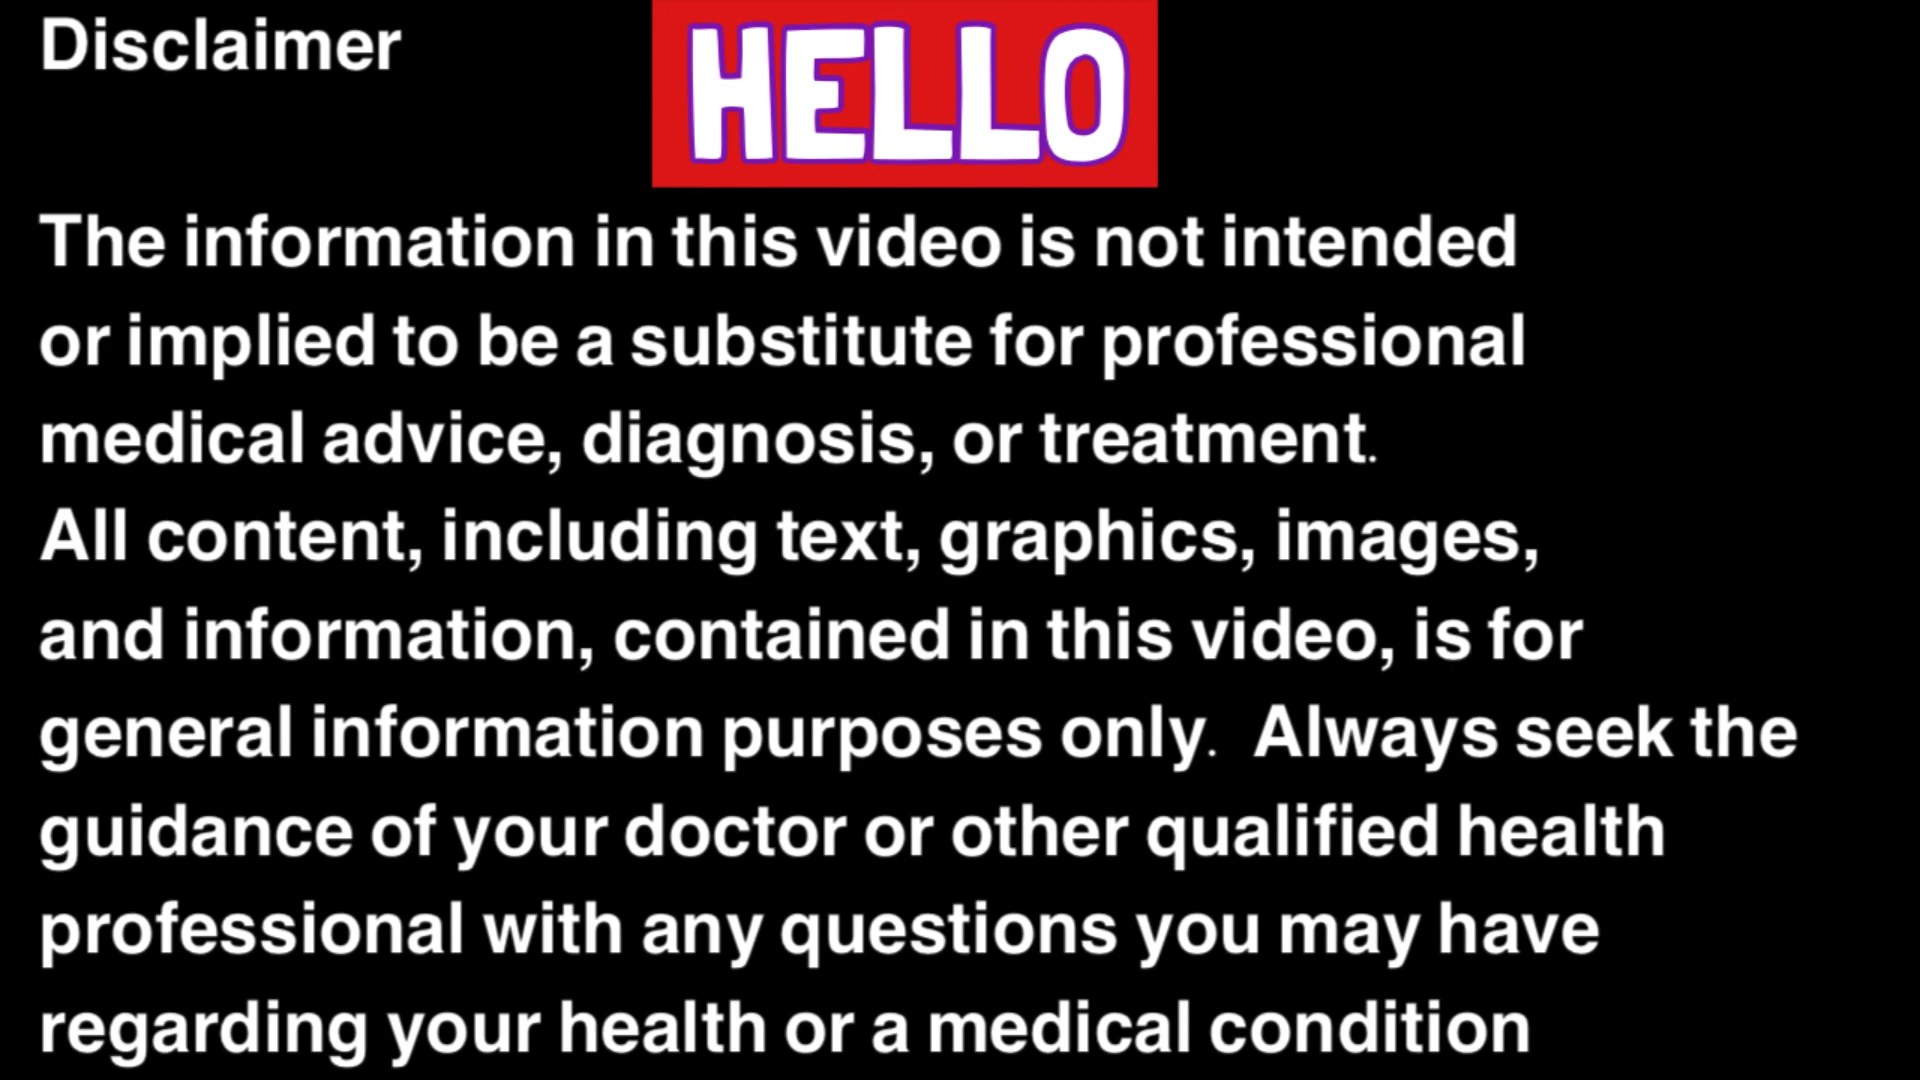 Disclaimer
HELLO
The information in this video is not intended
or implied to be a substitute for professional
medical advice, diagnosis, or treatment.
All content, including text, graphics, images,
and information, contained in this video, is for
general information purposes only.  Always seek the
guidance of your doctor or other qualified health
professional with any questions you may have
regarding your health or a medical condition